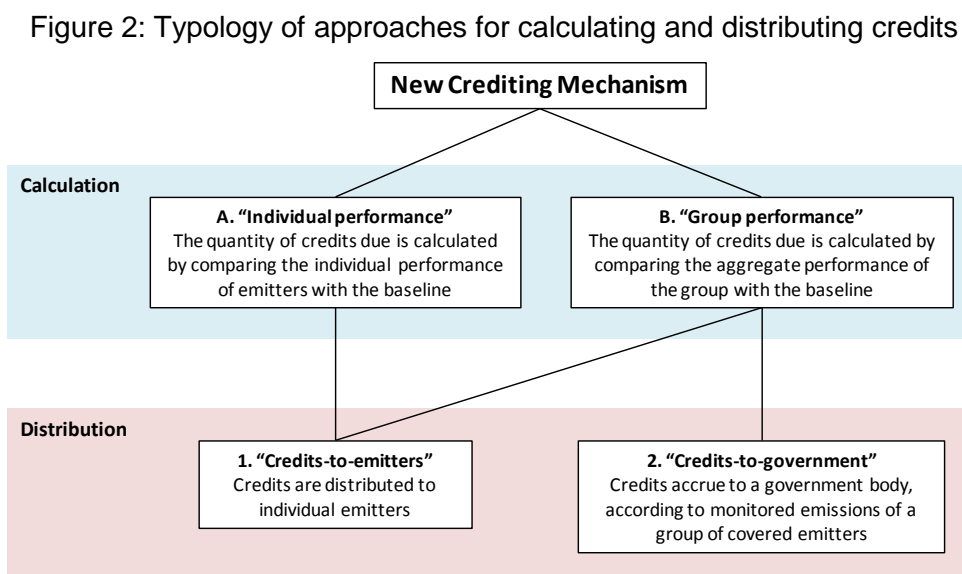 Figure 2: Typology of approaches for calculating and distributing credits
New Crediting Mechanism
Calculation
A. “Individual performance”
The quantity of credits due is calculated
by comparing the individual performance
of emitters with the baseline
B. “Group performance”
The quantity of credits due is calculated by
comparing the aggregate performance of
the group with the baseline
Distribution
1. “Credits-to-emitters”
Credits are distributed to
individual emitters
2. “Credits-to-government”
Credits accrue to a government body,
according to monitored emissions of a
group of covered emitters